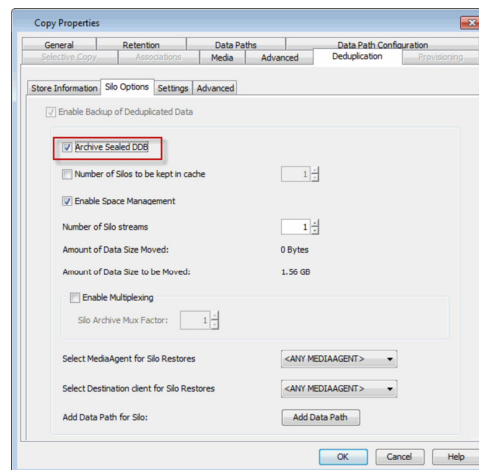 Copy Properties
General Retention Data Paths Data Path Configuration
Selective Copy Associations Media Advanced Deduplication Provisioning
Store Information Silo Options Settings Advanced
Enable Backup of Deduplicated Data
Archive Sealed DDB
Number of Silos to be kept in cache 1
Enable Space Management
Number of Silo streams 1
Amount of Data Size Moved: 0 Bytes
Amount of Data Size to be Moved: 1.56 GB
Enable Multiplexing
Silo Archive Mux Factor: 1
Select MediaAgent for Silo Restores <ANY MEDIAAGENT>
Select Destination client for Silo Restores <ANY MEDIAAGENT>
Add Data Path for Silo: Add Data Path
OK Cancel Help